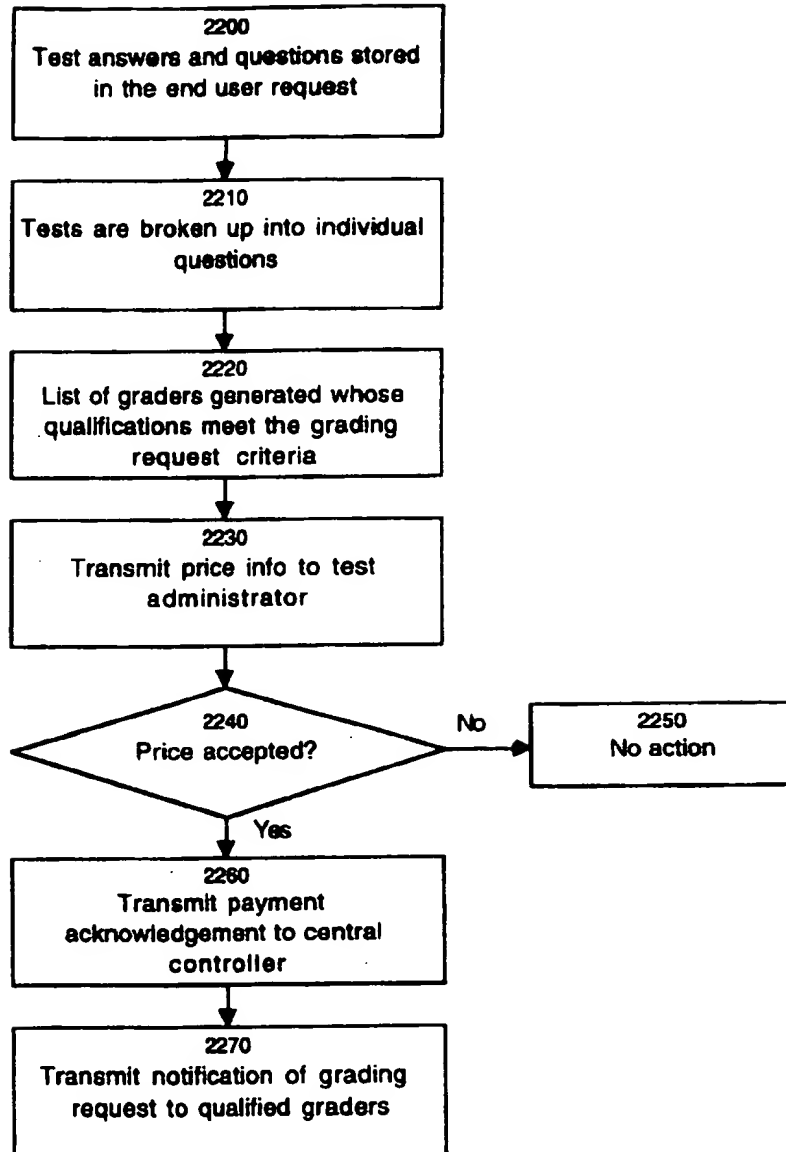 2200
Test answers and questions stored
in the end user request
2210
Tests are broken up into individual
questions
2220
List of graders generated whose
qualifications meet the grading
request criteria
2230
Transmit price info to test
administrator
2240
Price accepted?
No
2250
No action
Yes
2260
Transmit payment
acknowledgement to central
controller
2270
Transmit notification of grading
request to qualified graders